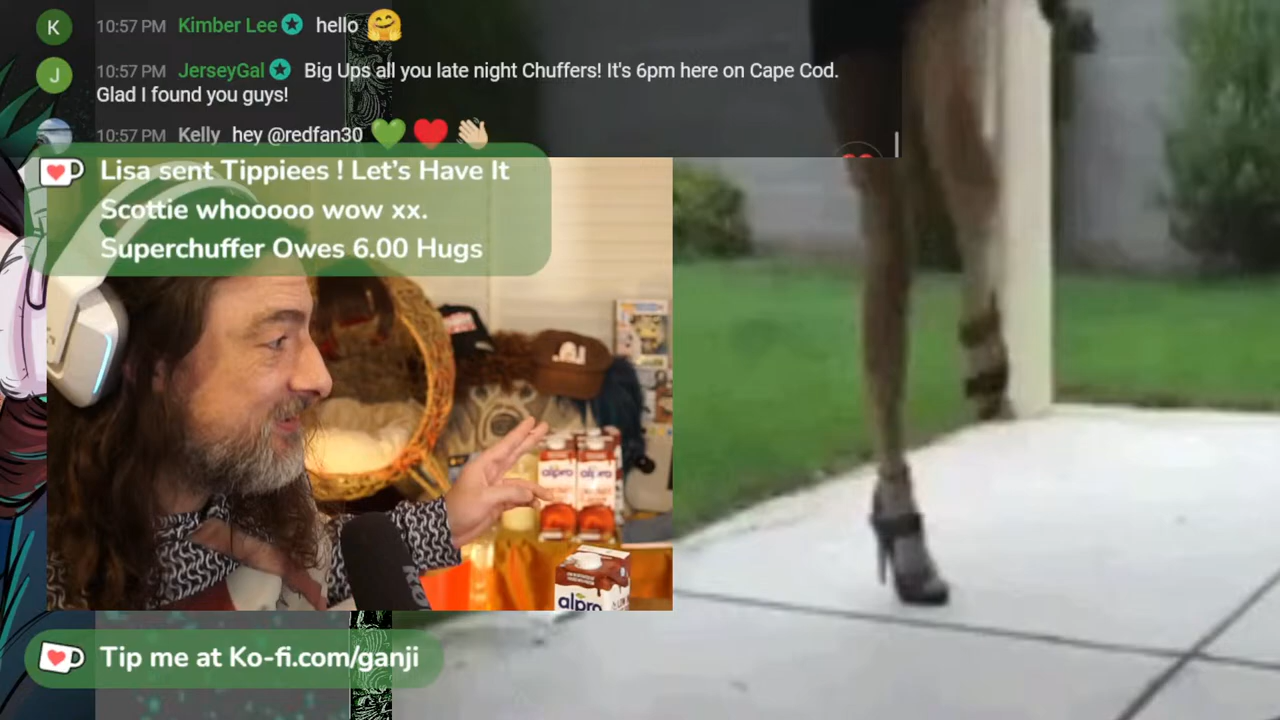 K 10:57 PM Kimber Lee hello 🤗
J 10:57 PM JerseyGal Big Ups all you late night Chuffers! It's 6pm here on Cape Cod.
Glad I found you guys!
10:57 PM Kelly hey @redfan30 💚 ❤️ 👋🏻
Lisa sent Tippiees ! Let's Have It
Scottie whooooo wow xx.
Superchuffer Owes 6.00 Hugs
alpro alpro
alpro
Tip me at Ko-fi.com/ganji